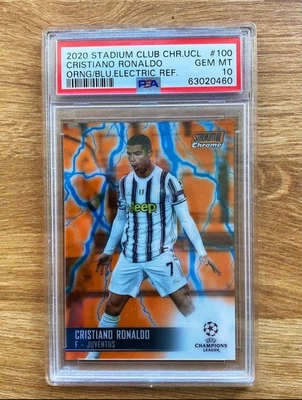 2020 STADIUM CLUB CHR.UCL #100
CRISTIANO RONALDO GEM MT
ORNG/BLU.ELECTRIC REF. 10
PSA 63020460
STADIUM CLUB
Chrome
Jeep
7
CRISTIANO RONALDO
F - JUVENTUS
UEFA
CHAMPIONS
LEAGUE